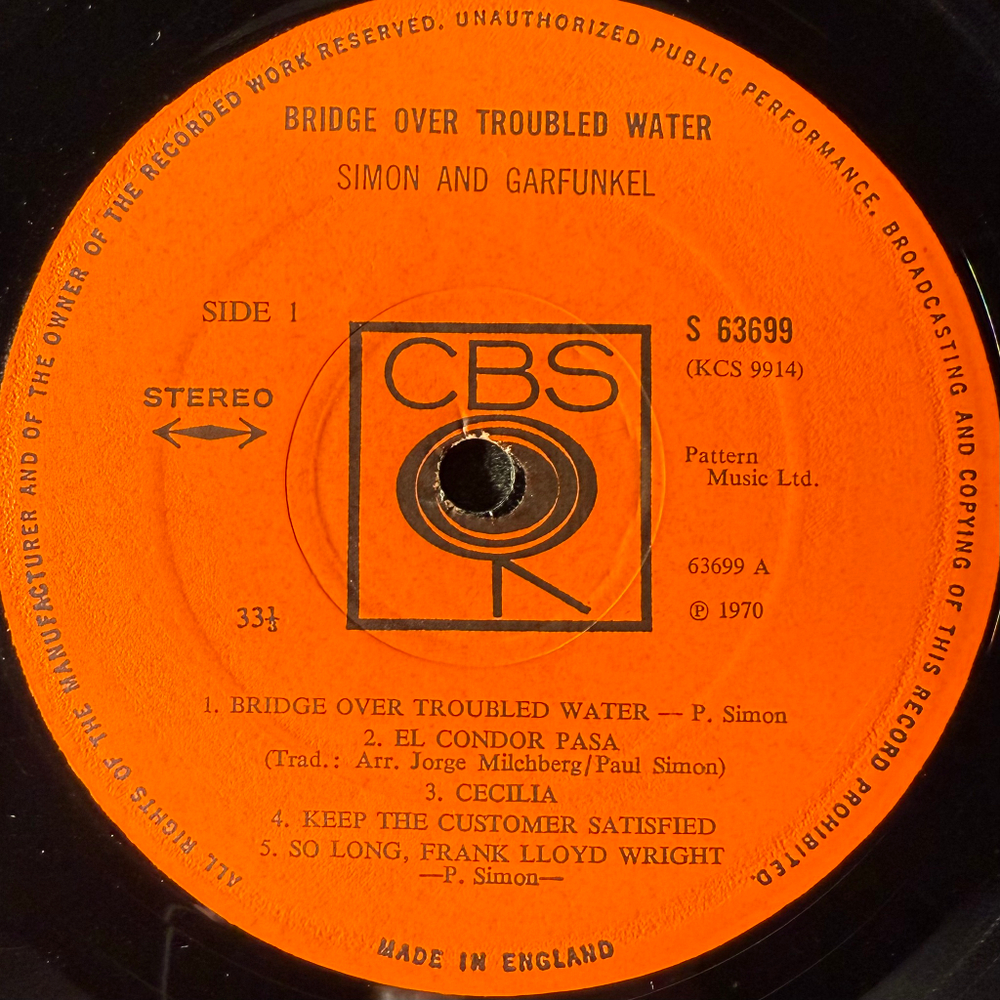 ALL RIGHTS OF THE MANUFACTURER AND OF THE OWNER OF THE RECORDED WORK RESERVED. UNAUTHORIZED PUBLIC PERFORMANCE, BROADCASTING AND COPYING OF THIS RECORD PROHIBITED.
BRIDGE OVER TROUBLED WATER
SIMON AND GARFUNKEL
SIDE 1
STEREO
33⅓
CBS
S 63699
(KCS 9914)
Pattern
Music Ltd.
63699 A
℗ 1970
1. BRIDGE OVER TROUBLED WATER — P. Simon
2. EL CONDOR PASA
(Trad.: Arr. Jorge Milchberg/Paul Simon)
3. CECILIA
4. KEEP THE CUSTOMER SATISFIED
5. SO LONG, FRANK LLOYD WRIGHT
—P. Simon—
MADE IN ENGLAND